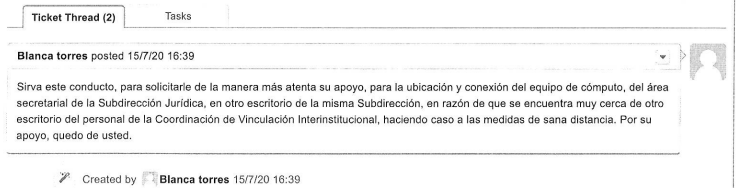 Ticket Thread (2)
Tasks
Blanca torres posted 15/7/20 16:39
Sirva este conducto, para solicitarle de la manera más atenta su apoyo, para la ubicación y conexión del equipo de cómputo, del área
secretarial de la Subdirección Jurídica, en otro escritorio de la misma Subdirección, en razón de que se encuentra muy cerca de otro
escritorio del personal de la Coordinación de Vinculación Interinstitucional, haciendo caso a las medidas de sana distancia. Por su
apoyo, quedo de usted.
Created by Blanca torres 15/7/20 16:39